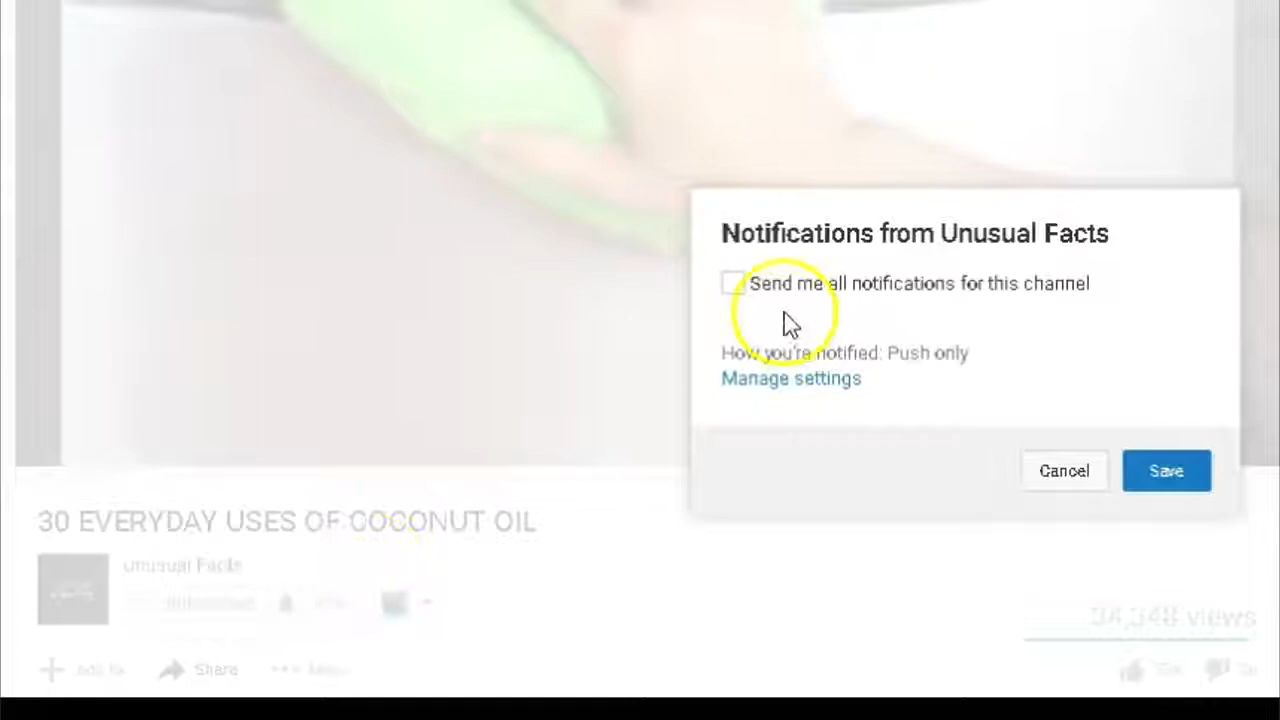 Notifications from Unusual Facts
Send me all notifications for this channel
How you're notified: Push only
Manage settings
Cancel
Save
30 EVERYDAY USES OF COCONUT OIL
Unusual Facts
34,348 views
Share